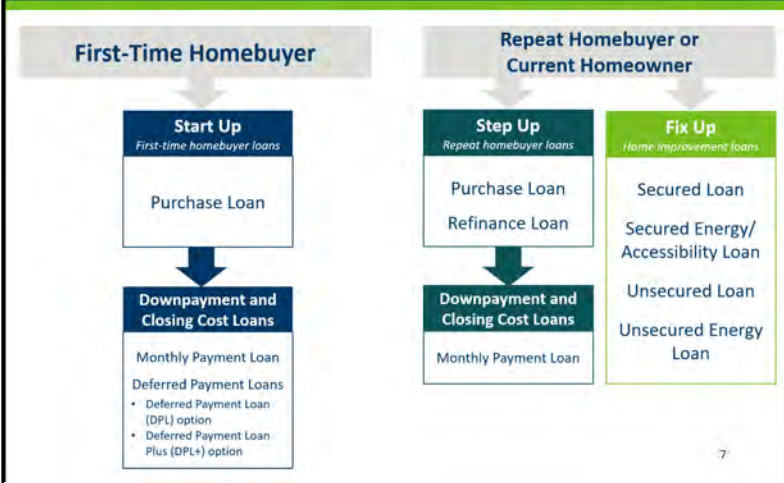 First-Time Homebuyer
Start Up
First-time homebuyer loans
Purchase Loan
Downpayment and
Closing Cost Loans
Monthly Payment Loan
Deferred Payment Loans
• Deferred Payment Loan
(DPL) option
• Deferred Payment Loan
Plus (DPL+) option
Repeat Homebuyer or
Current Homeowner
Step Up
Repeat homebuyer loans
Purchase Loan
Refinance Loan
Downpayment and
Closing Cost Loans
Monthly Payment Loan
Fix Up
Home improvement loans
Secured Loan
Secured Energy/
Accessibility Loan
Unsecured Loan
Unsecured Energy
Loan
7